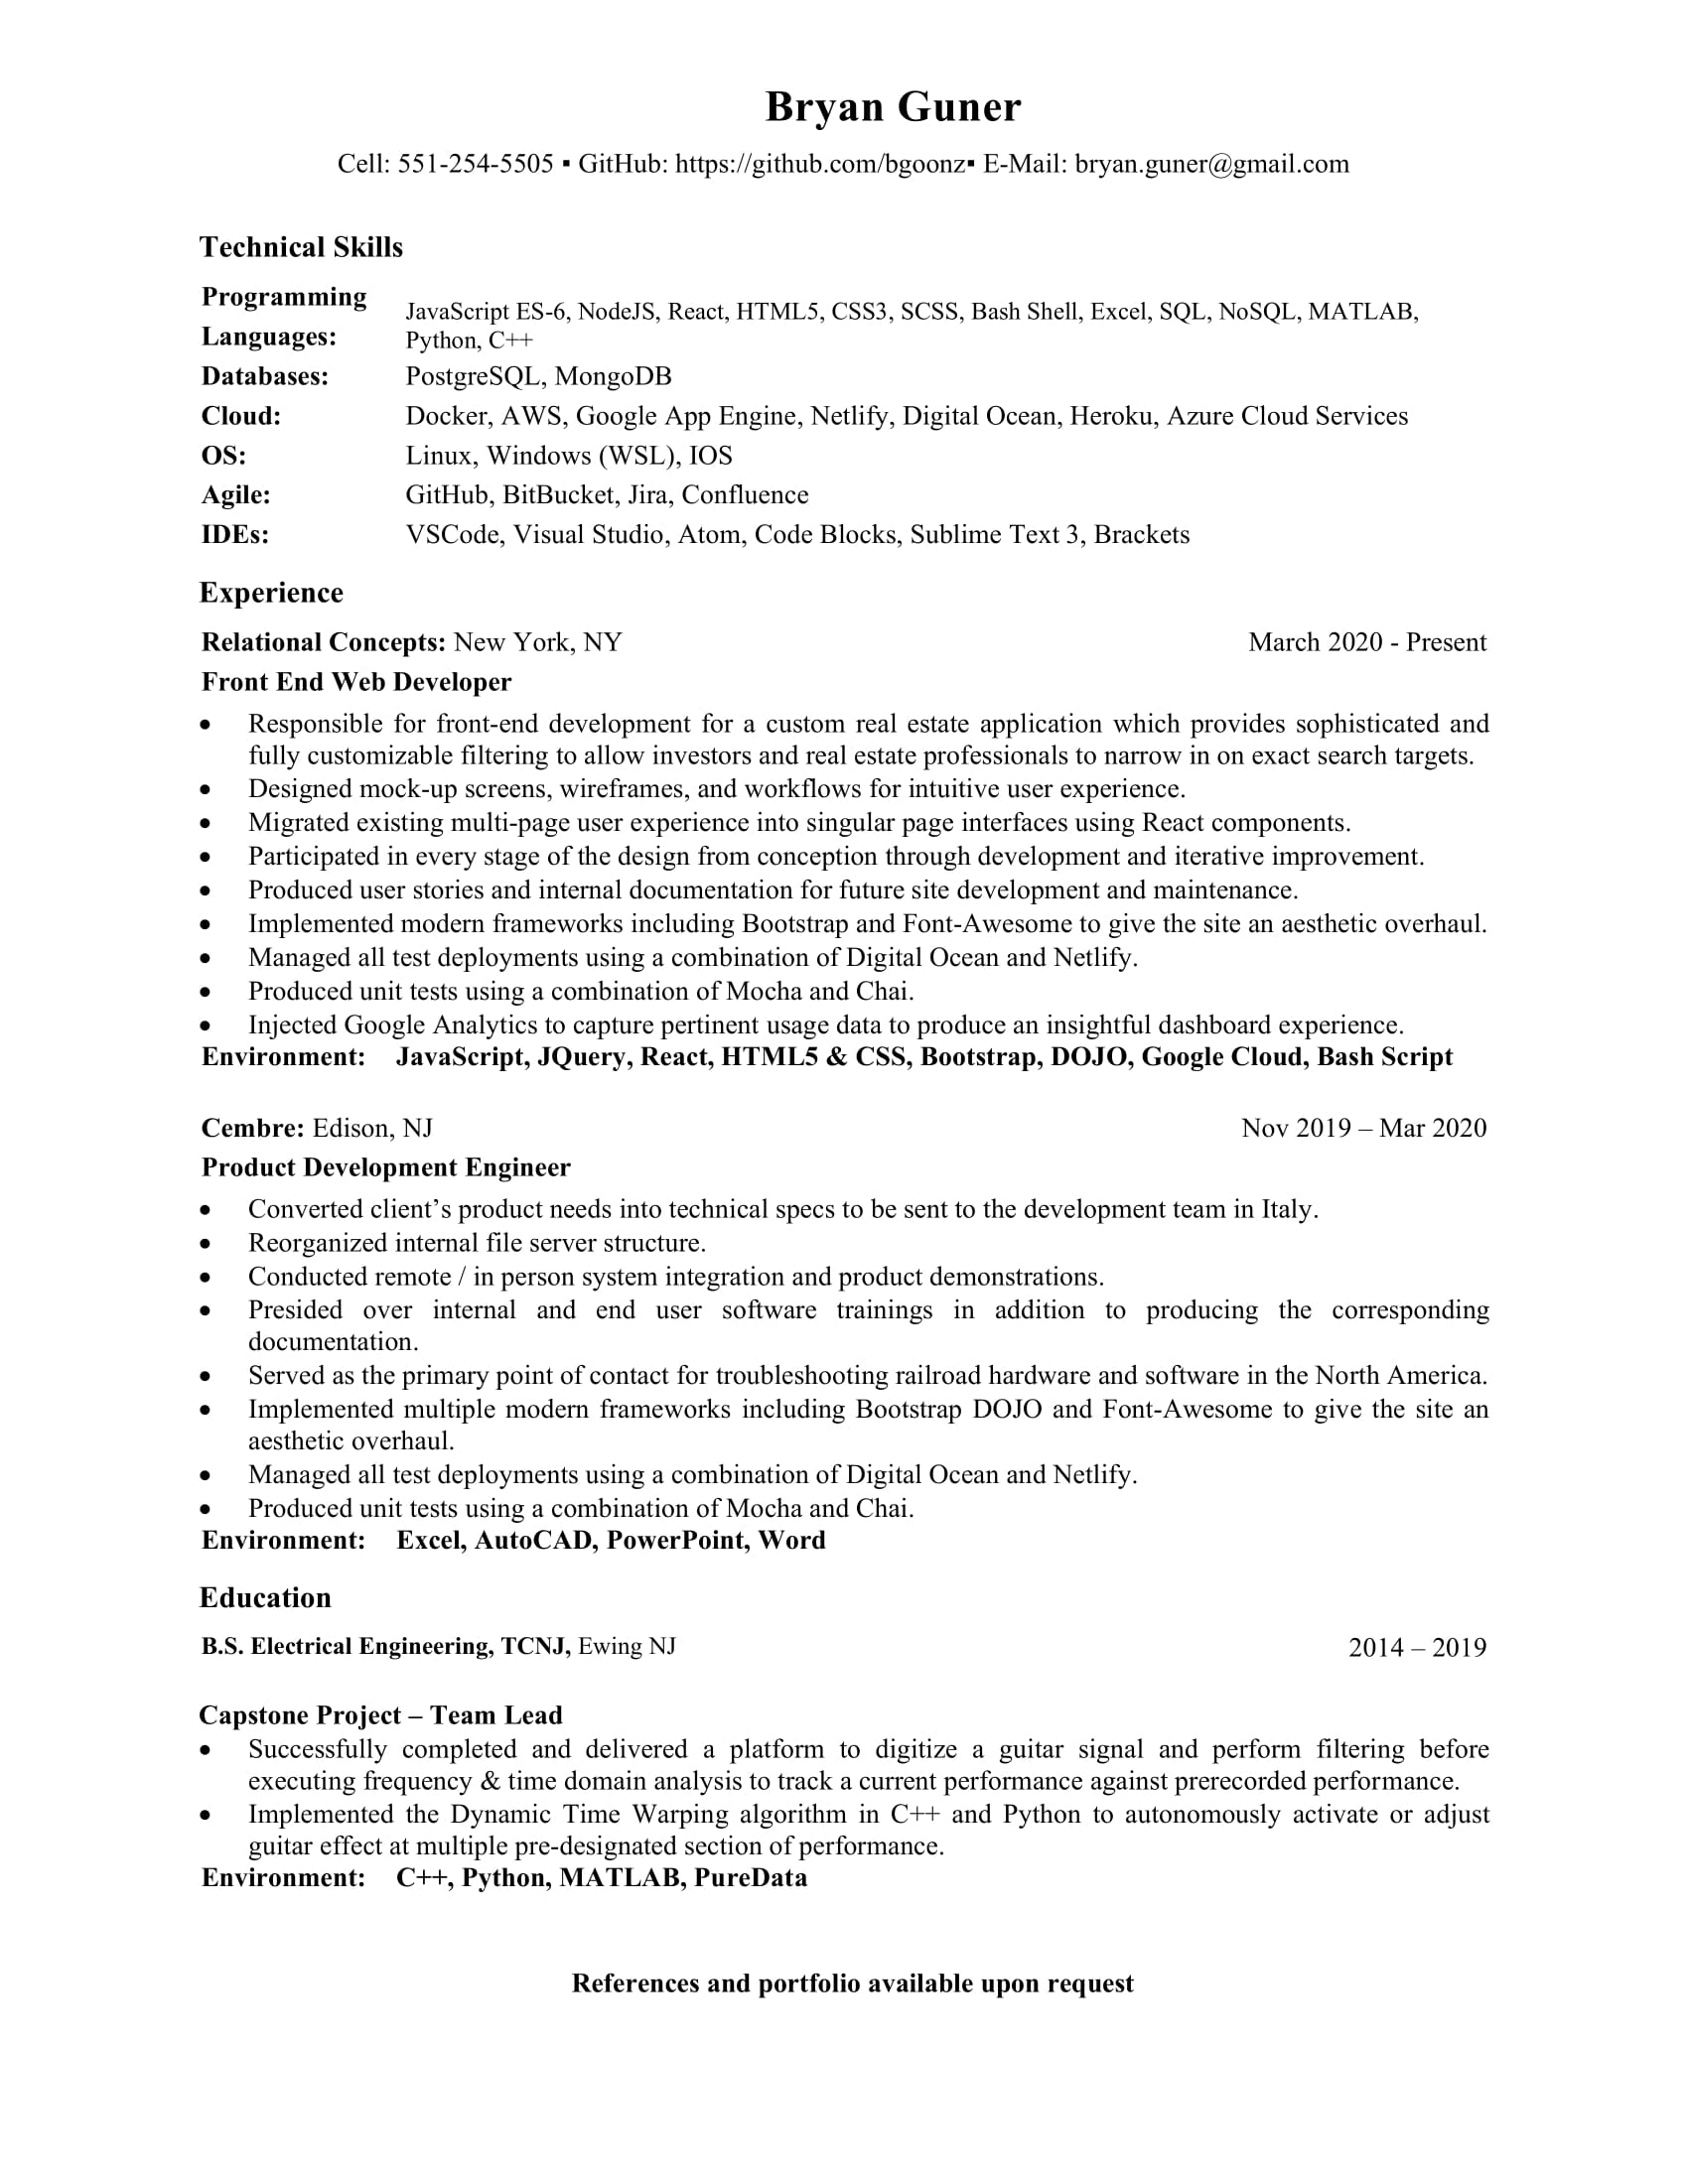 Bryan Guner
Cell: 551-254-5505 ▪ GitHub: https://github.com/bgoonz▪ E-Mail: bryan.guner@gmail.com
Technical Skills
Programming Languages:
JavaScript ES-6, NodeJS, React, HTML5, CSS3, SCSS, Bash Shell, Excel, SQL, NoSQL, MATLAB,
Python, C++
Databases: PostgreSQL, MongoDB
Cloud: Docker, AWS, Google App Engine, Netlify, Digital Ocean, Heroku, Azure Cloud Services
OS: Linux, Windows (WSL), IOS
Agile: GitHub, BitBucket, Jira, Confluence
IDEs: VSCode, Visual Studio, Atom, Code Blocks, Sublime Text 3, Brackets
Experience
Relational Concepts: New York, NY March 2020 - Present
Front End Web Developer
• Responsible for front-end development for a custom real estate application which provides sophisticated and
fully customizable filtering to allow investors and real estate professionals to narrow in on exact search targets.
• Designed mock-up screens, wireframes, and workflows for intuitive user experience.
• Migrated existing multi-page user experience into singular page interfaces using React components.
• Participated in every stage of the design from conception through development and iterative improvement.
• Produced user stories and internal documentation for future site development and maintenance.
• Implemented modern frameworks including Bootstrap and Font-Awesome to give the site an aesthetic overhaul.
• Managed all test deployments using a combination of Digital Ocean and Netlify.
• Produced unit tests using a combination of Mocha and Chai.
• Injected Google Analytics to capture pertinent usage data to produce an insightful dashboard experience.
Environment: JavaScript, JQuery, React, HTML5 & CSS, Bootstrap, DOJO, Google Cloud, Bash Script
Cembre: Edison, NJ Nov 2019 – Mar 2020
Product Development Engineer
• Converted client’s product needs into technical specs to be sent to the development team in Italy.
• Reorganized internal file server structure.
• Conducted remote / in person system integration and product demonstrations.
• Presided over internal and end user software trainings in addition to producing the corresponding
documentation.
• Served as the primary point of contact for troubleshooting railroad hardware and software in the North America.
• Implemented multiple modern frameworks including Bootstrap DOJO and Font-Awesome to give the site an
aesthetic overhaul.
• Managed all test deployments using a combination of Digital Ocean and Netlify.
• Produced unit tests using a combination of Mocha and Chai.
Environment: Excel, AutoCAD, PowerPoint, Word
Education
B.S. Electrical Engineering, TCNJ, Ewing NJ 2014 – 2019
Capstone Project – Team Lead
• Successfully completed and delivered a platform to digitize a guitar signal and perform filtering before
executing frequency & time domain analysis to track a current performance against prerecorded performance.
• Implemented the Dynamic Time Warping algorithm in C++ and Python to autonomously activate or adjust
guitar effect at multiple pre-designated section of performance.
Environment: C++, Python, MATLAB, PureData
References and portfolio available upon request